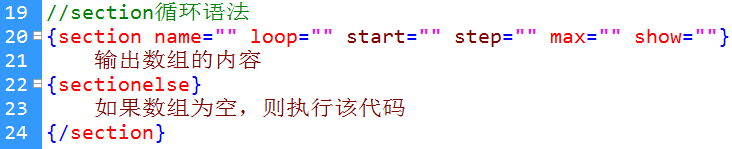 19 //section循环语法
20 {section name="" loop="" start="" step="" max="" show=""}
21 输出数组的内容
22 {sectionelse}
23 如果数组为空，则执行该代码
24 {/section}